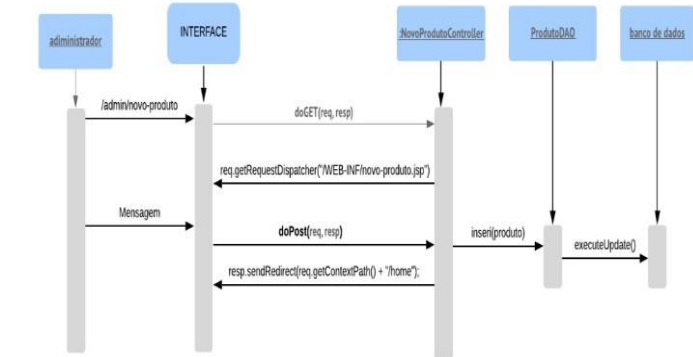 adiministrador
INTERFACE
:NovoProdutoController
ProdutoDAO
banco de dados
/admin/novo-produto
doGET(req, resp)
req.getRequestDispatcher("/WEB-INF/novo-produto.jsp")
Mensagem
doPost(req, resp)
inseri(produto)
executeUpdate()
resp.sendRedirect(req.getContextPath() + "/home");